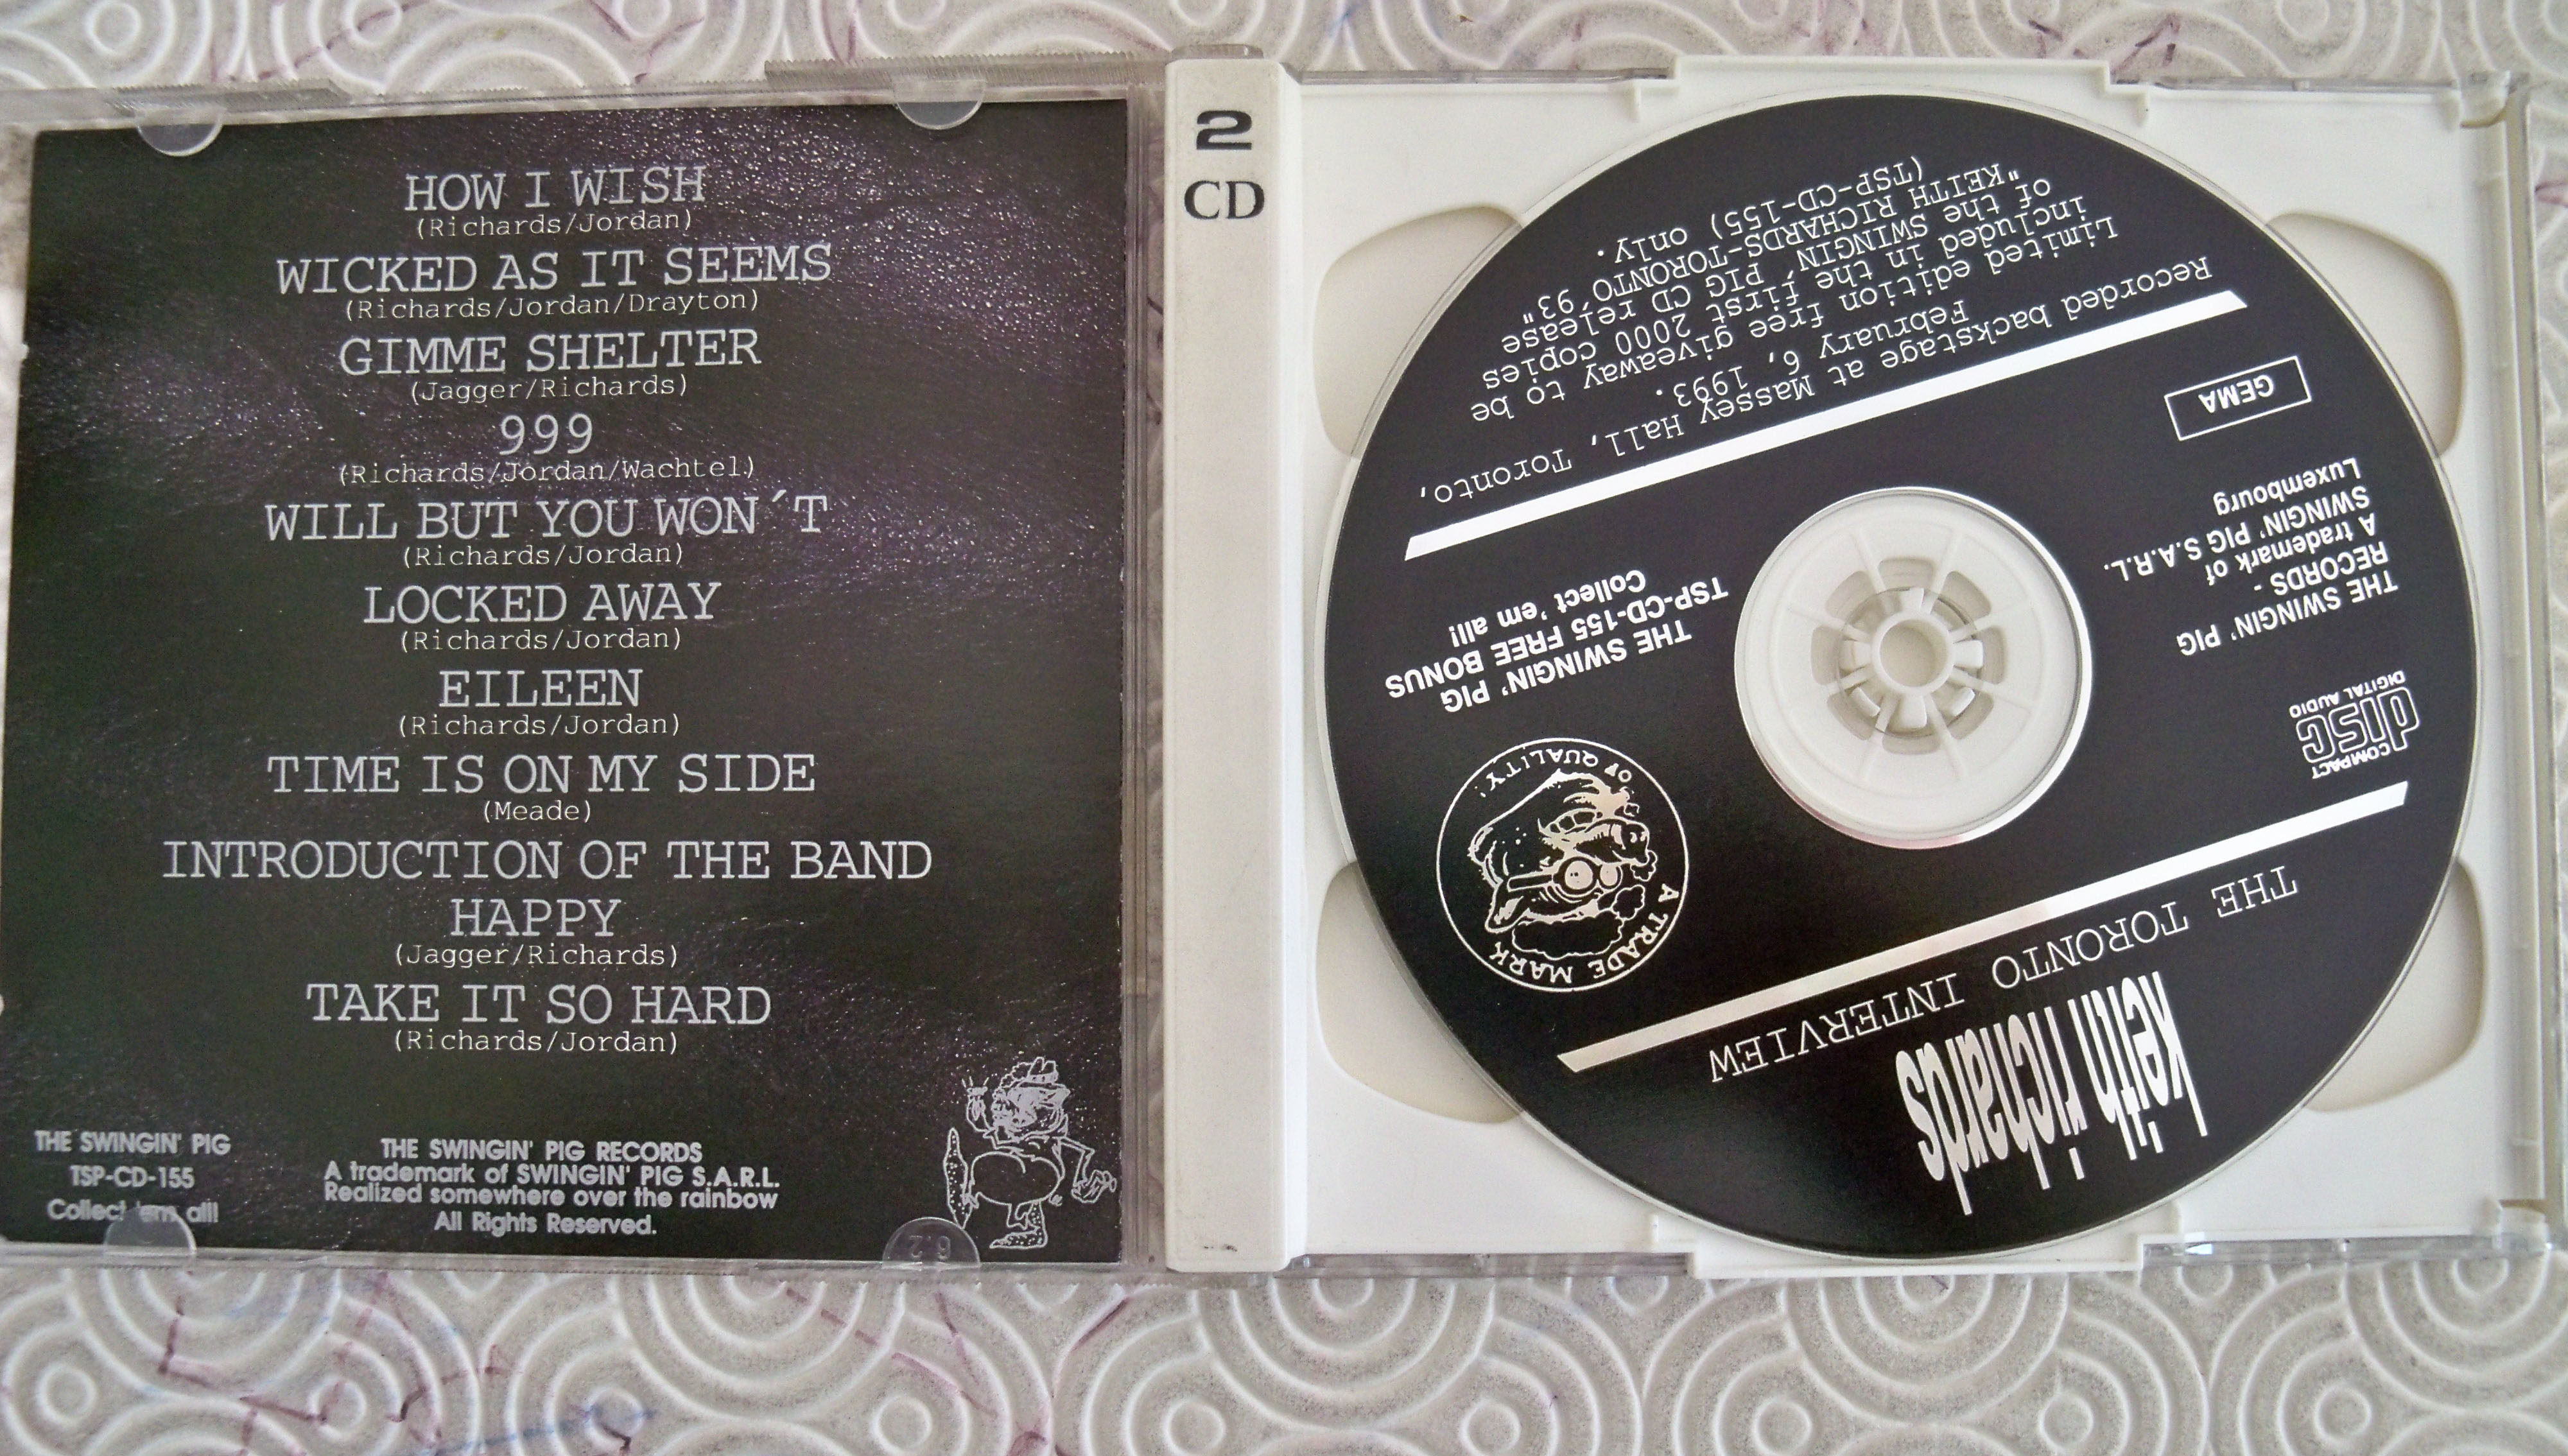 HOW I WISH
(Richards/Jordan)
WICKED AS IT SEEMS
(Richards/Jordan/Drayton)
GIMME SHELTER
(Jagger/Richards)
999
(Richards/Jordan/Wachtel)
WILL BUT YOU WON´T
(Richards/Jordan)
LOCKED AWAY
(Richards/Jordan)
EILEEN
(Richards/Jordan)
TIME IS ON MY SIDE
(Meade)
INTRODUCTION OF THE BAND
HAPPY
(Jagger/Richards)
TAKE IT SO HARD
(Richards/Jordan)
THE SWINGIN' PIG
TSP-CD-155
Collect 'em all!
THE SWINGIN' PIG RECORDS
A trademark of SWINGIN' PIG S.A.R.L.
Realized somewhere over the rainbow
All Rights Reserved.
2
CD
keith richards
THE TORONTO INTERVIEW
COMPACT
disc
DIGITAL AUDIO
THE SWINGIN' PIG
RECORDS -
A trademark of
SWINGIN' PIG S.A.R.L.
Luxembourg
GEMA
A TRADE MARK
OF QUALITY!
THE SWINGIN' PIG
TSP-CD-155 FREE BONUS
Collect 'em all!
Recorded backstage at Massey Hall, Toronto,
February 6, 1993.
Limited edition free giveaway to be
included in the first 2000 copies
of the SWINGIN´ PIG CD release
"KEITH RICHARDS-TORONTO´93"
(TSP-CD-155) only.